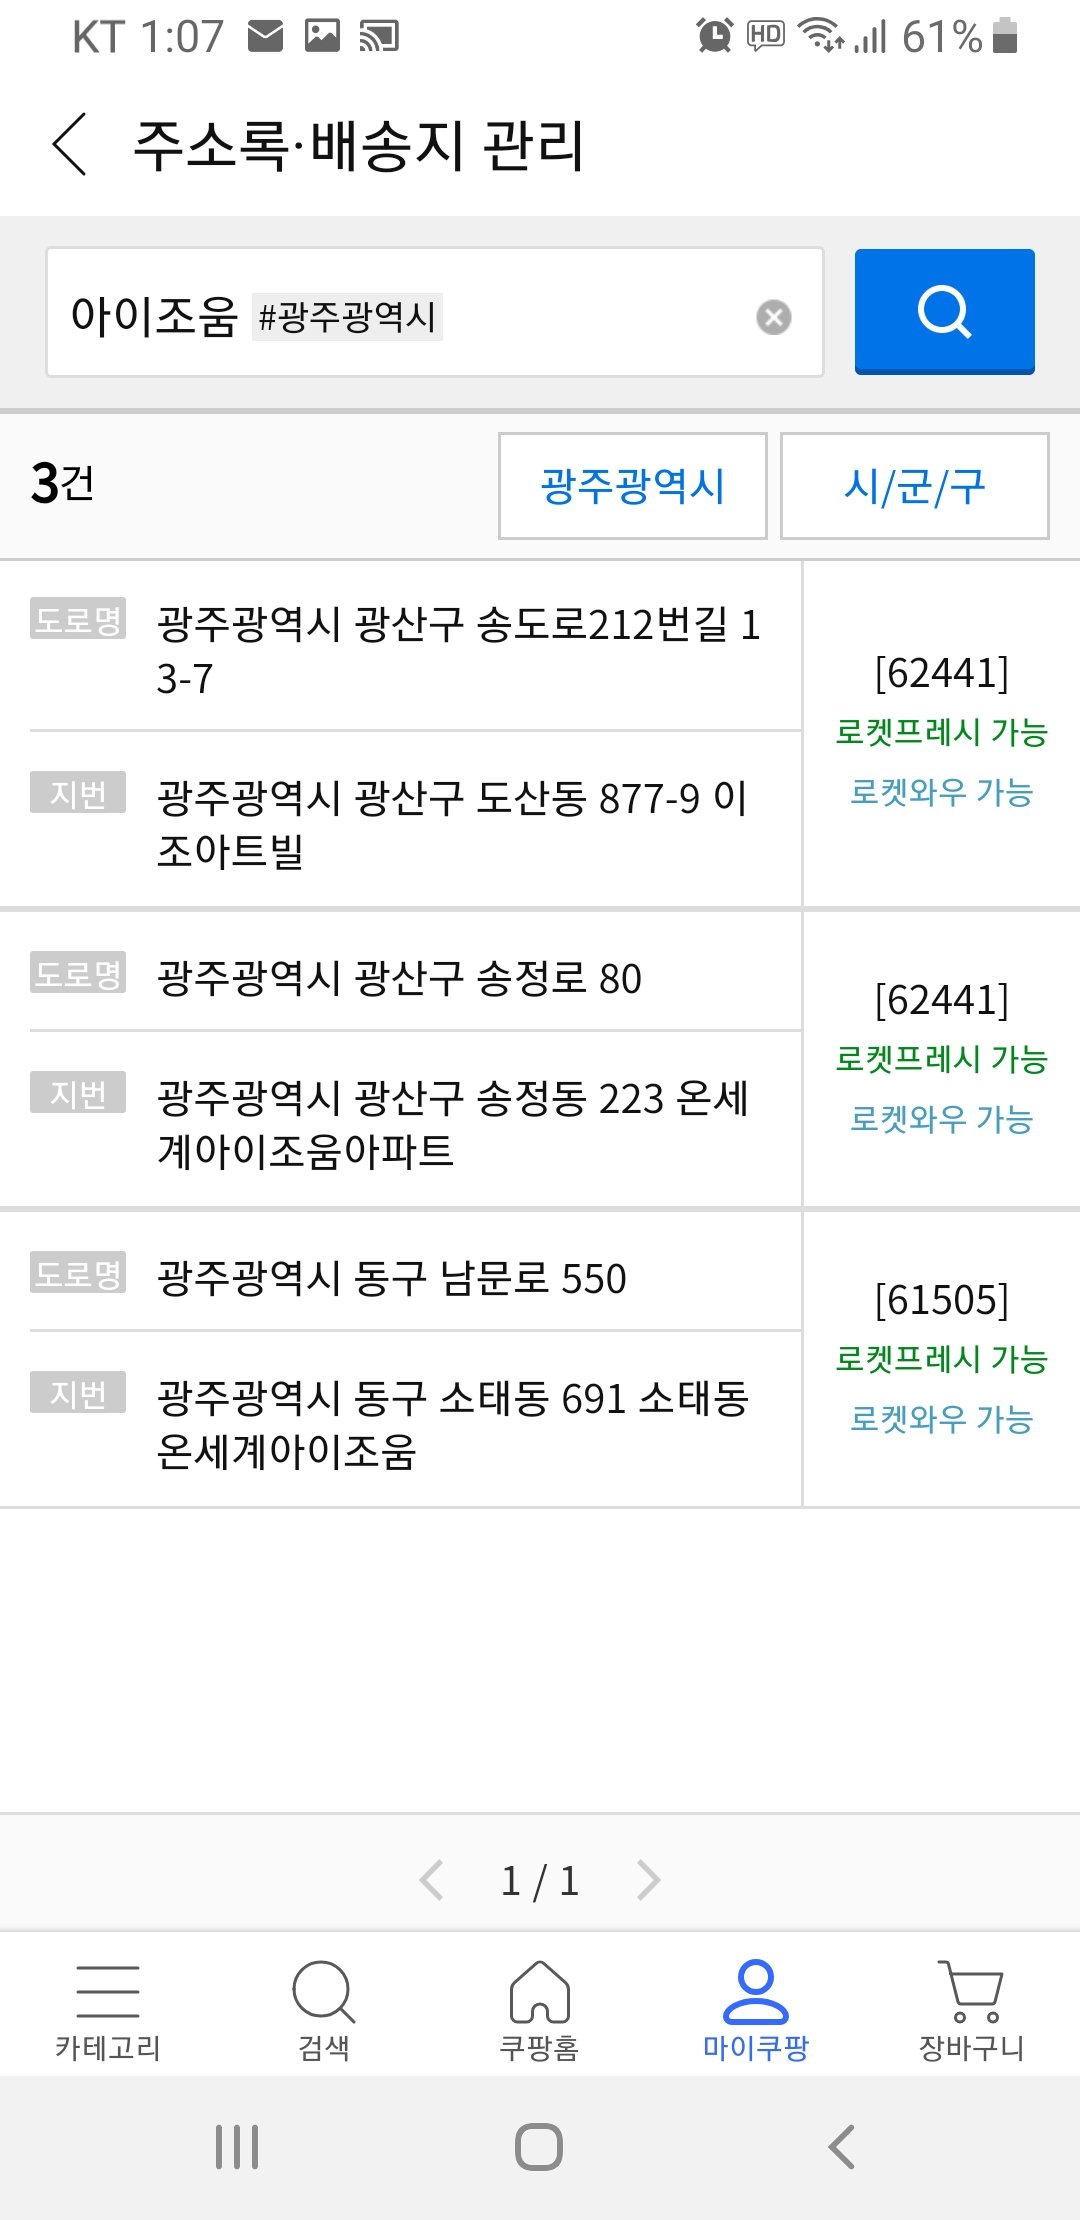 KT 1:07 HD 61%
주소록·배송지 관리
아이조움 #광주광역시
3건 광주광역시 시/군/구
도로명 광주광역시 광산구 송도로212번길 1
3-7
[62441]
로켓프레시 가능
로켓와우 가능
지번 광주광역시 광산구 도산동 877-9 이
조아트빌
도로명 광주광역시 광산구 송정로 80
[62441]
로켓프레시 가능
로켓와우 가능
지번 광주광역시 광산구 송정동 223 온세
계아이조움아파트
도로명 광주광역시 동구 남문로 550
[61505]
로켓프레시 가능
로켓와우 가능
지번 광주광역시 동구 소태동 691 소태동
온세계아이조움
1 / 1
카테고리 검색 쿠팡홈 마이쿠팡 장바구니